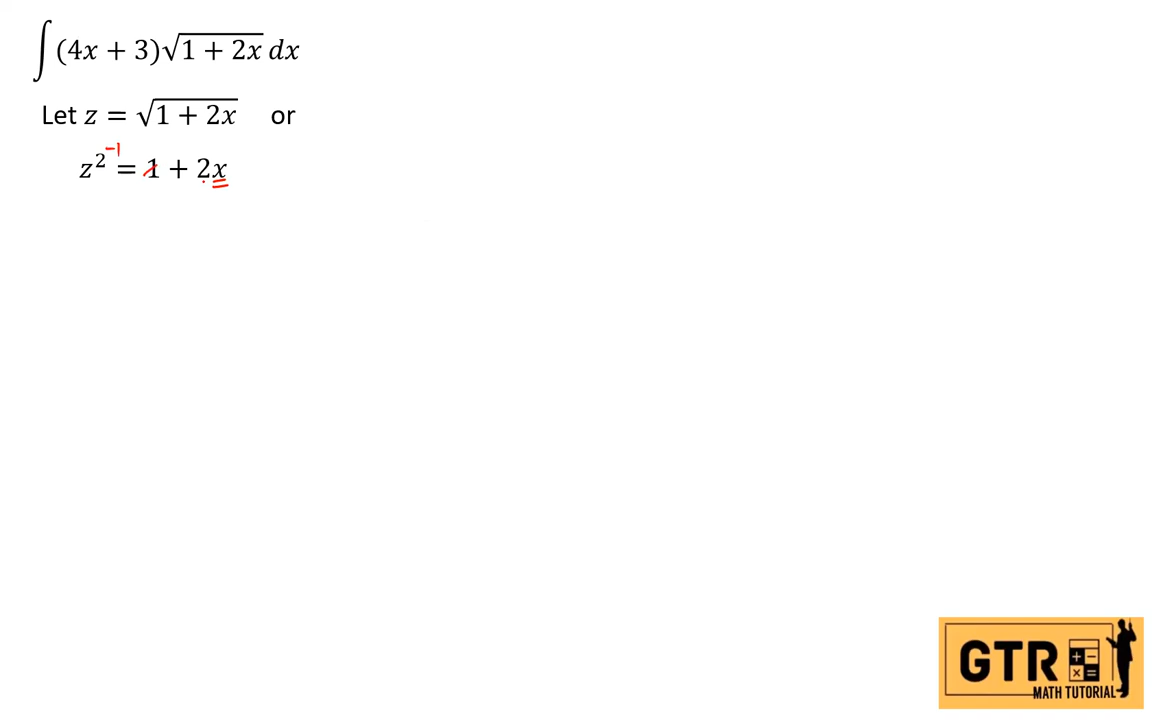 ∫(4x + 3)√1 + 2x dx
Let z = √1 + 2x or
-1
z² = 1 + 2x
GTR
MATH TUTORIAL